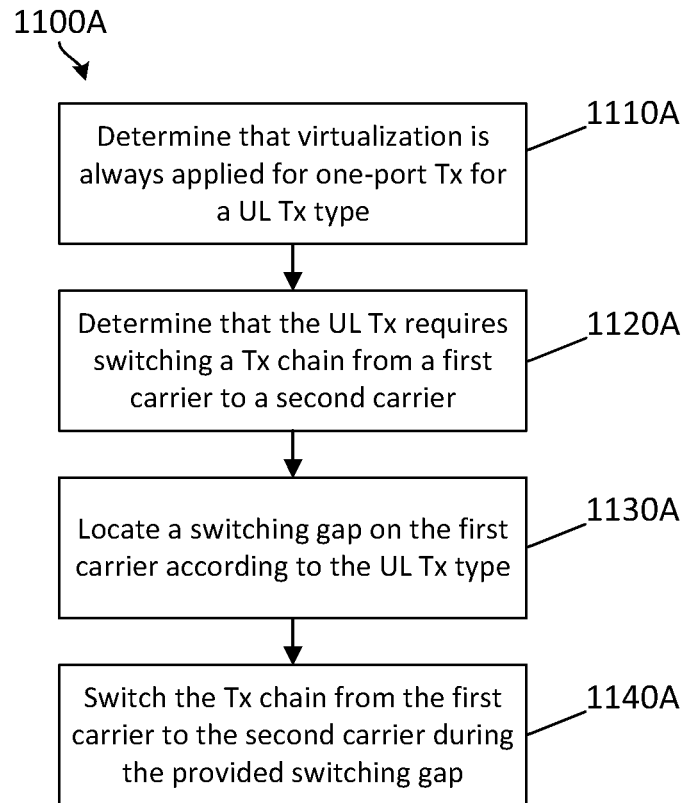 1100A
Determine that virtualization is
always applied for one-port Tx for
a UL Tx type
1110A
Determine that the UL Tx requires
switching a Tx chain from a first
carrier to a second carrier
1120A
Locate a switching gap on the first
carrier according to the UL Tx type
1130A
Switch the Tx chain from the first
carrier to the second carrier during
the provided switching gap
1140A